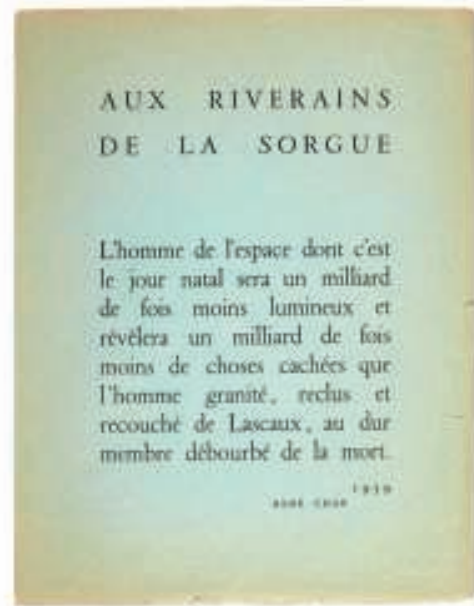 AUX RIVERAINS
DE LA SORGUE
L'homme de l'espace dont c'est
le jour natal sera un milliard
de fois moins lumineux et
révèlera un milliard de fois
moins de choses cachées que
l'homme granité, reclus et
recouché de Lascaux, au dur
membre débourbé de la mort.
1959
RENÉ CHAR